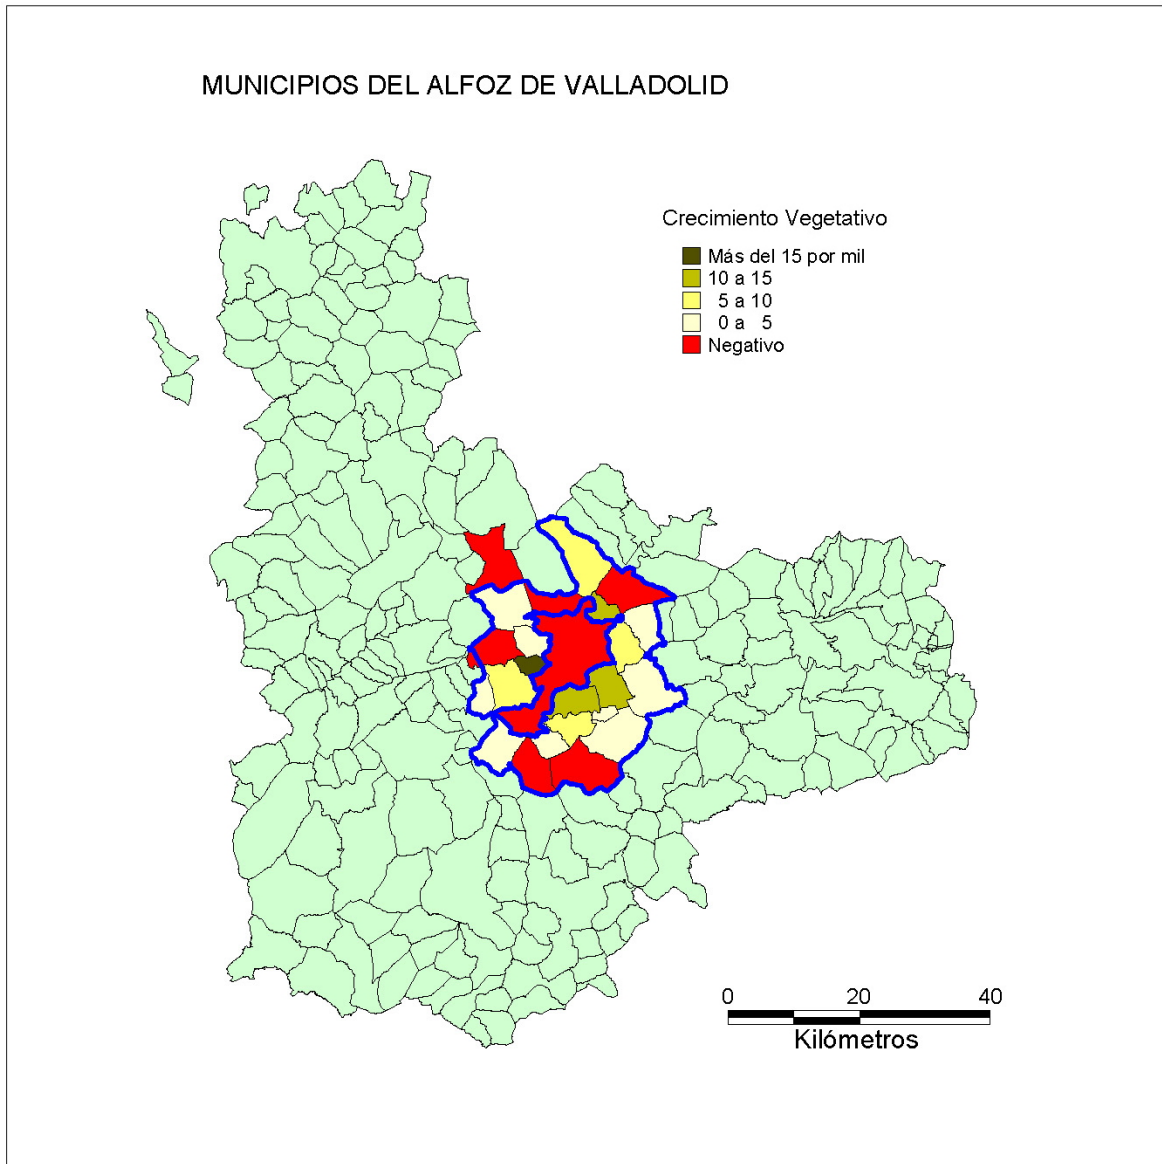 MUNICIPIOS DEL ALFOZ DE VALLADOLID
Crecimiento Vegetativo
Más del 15 por mil
10 a 15
5 a 10
0 a 5
Negativo
0 20 40
Kilómetros